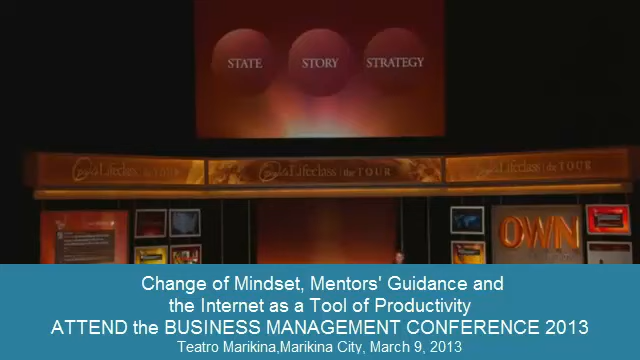 STATE STORY STRATEGY
Lifeclass | the TOUR Lifeclass | the TOUR Lifeclass | the TOUR
OWN
Change of Mindset, Mentors' Guidance and
the Internet as a Tool of Productivity
ATTEND the BUSINESS MANAGEMENT CONFERENCE 2013
Teatro Marikina,Marikina City, March 9, 2013